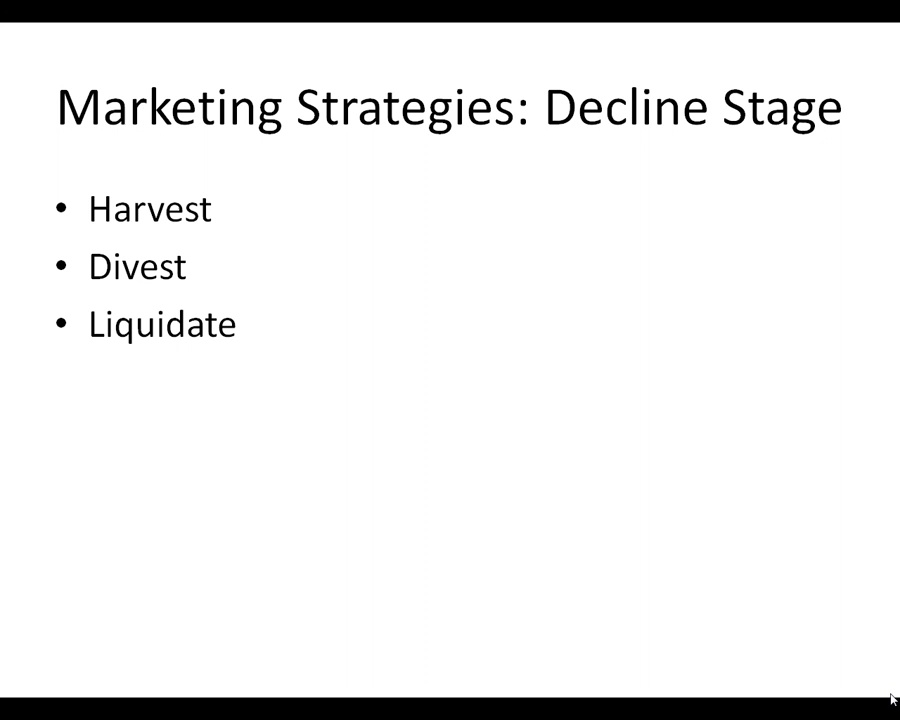 Marketing Strategies: Decline Stage
• Harvest
• Divest
• Liquidate